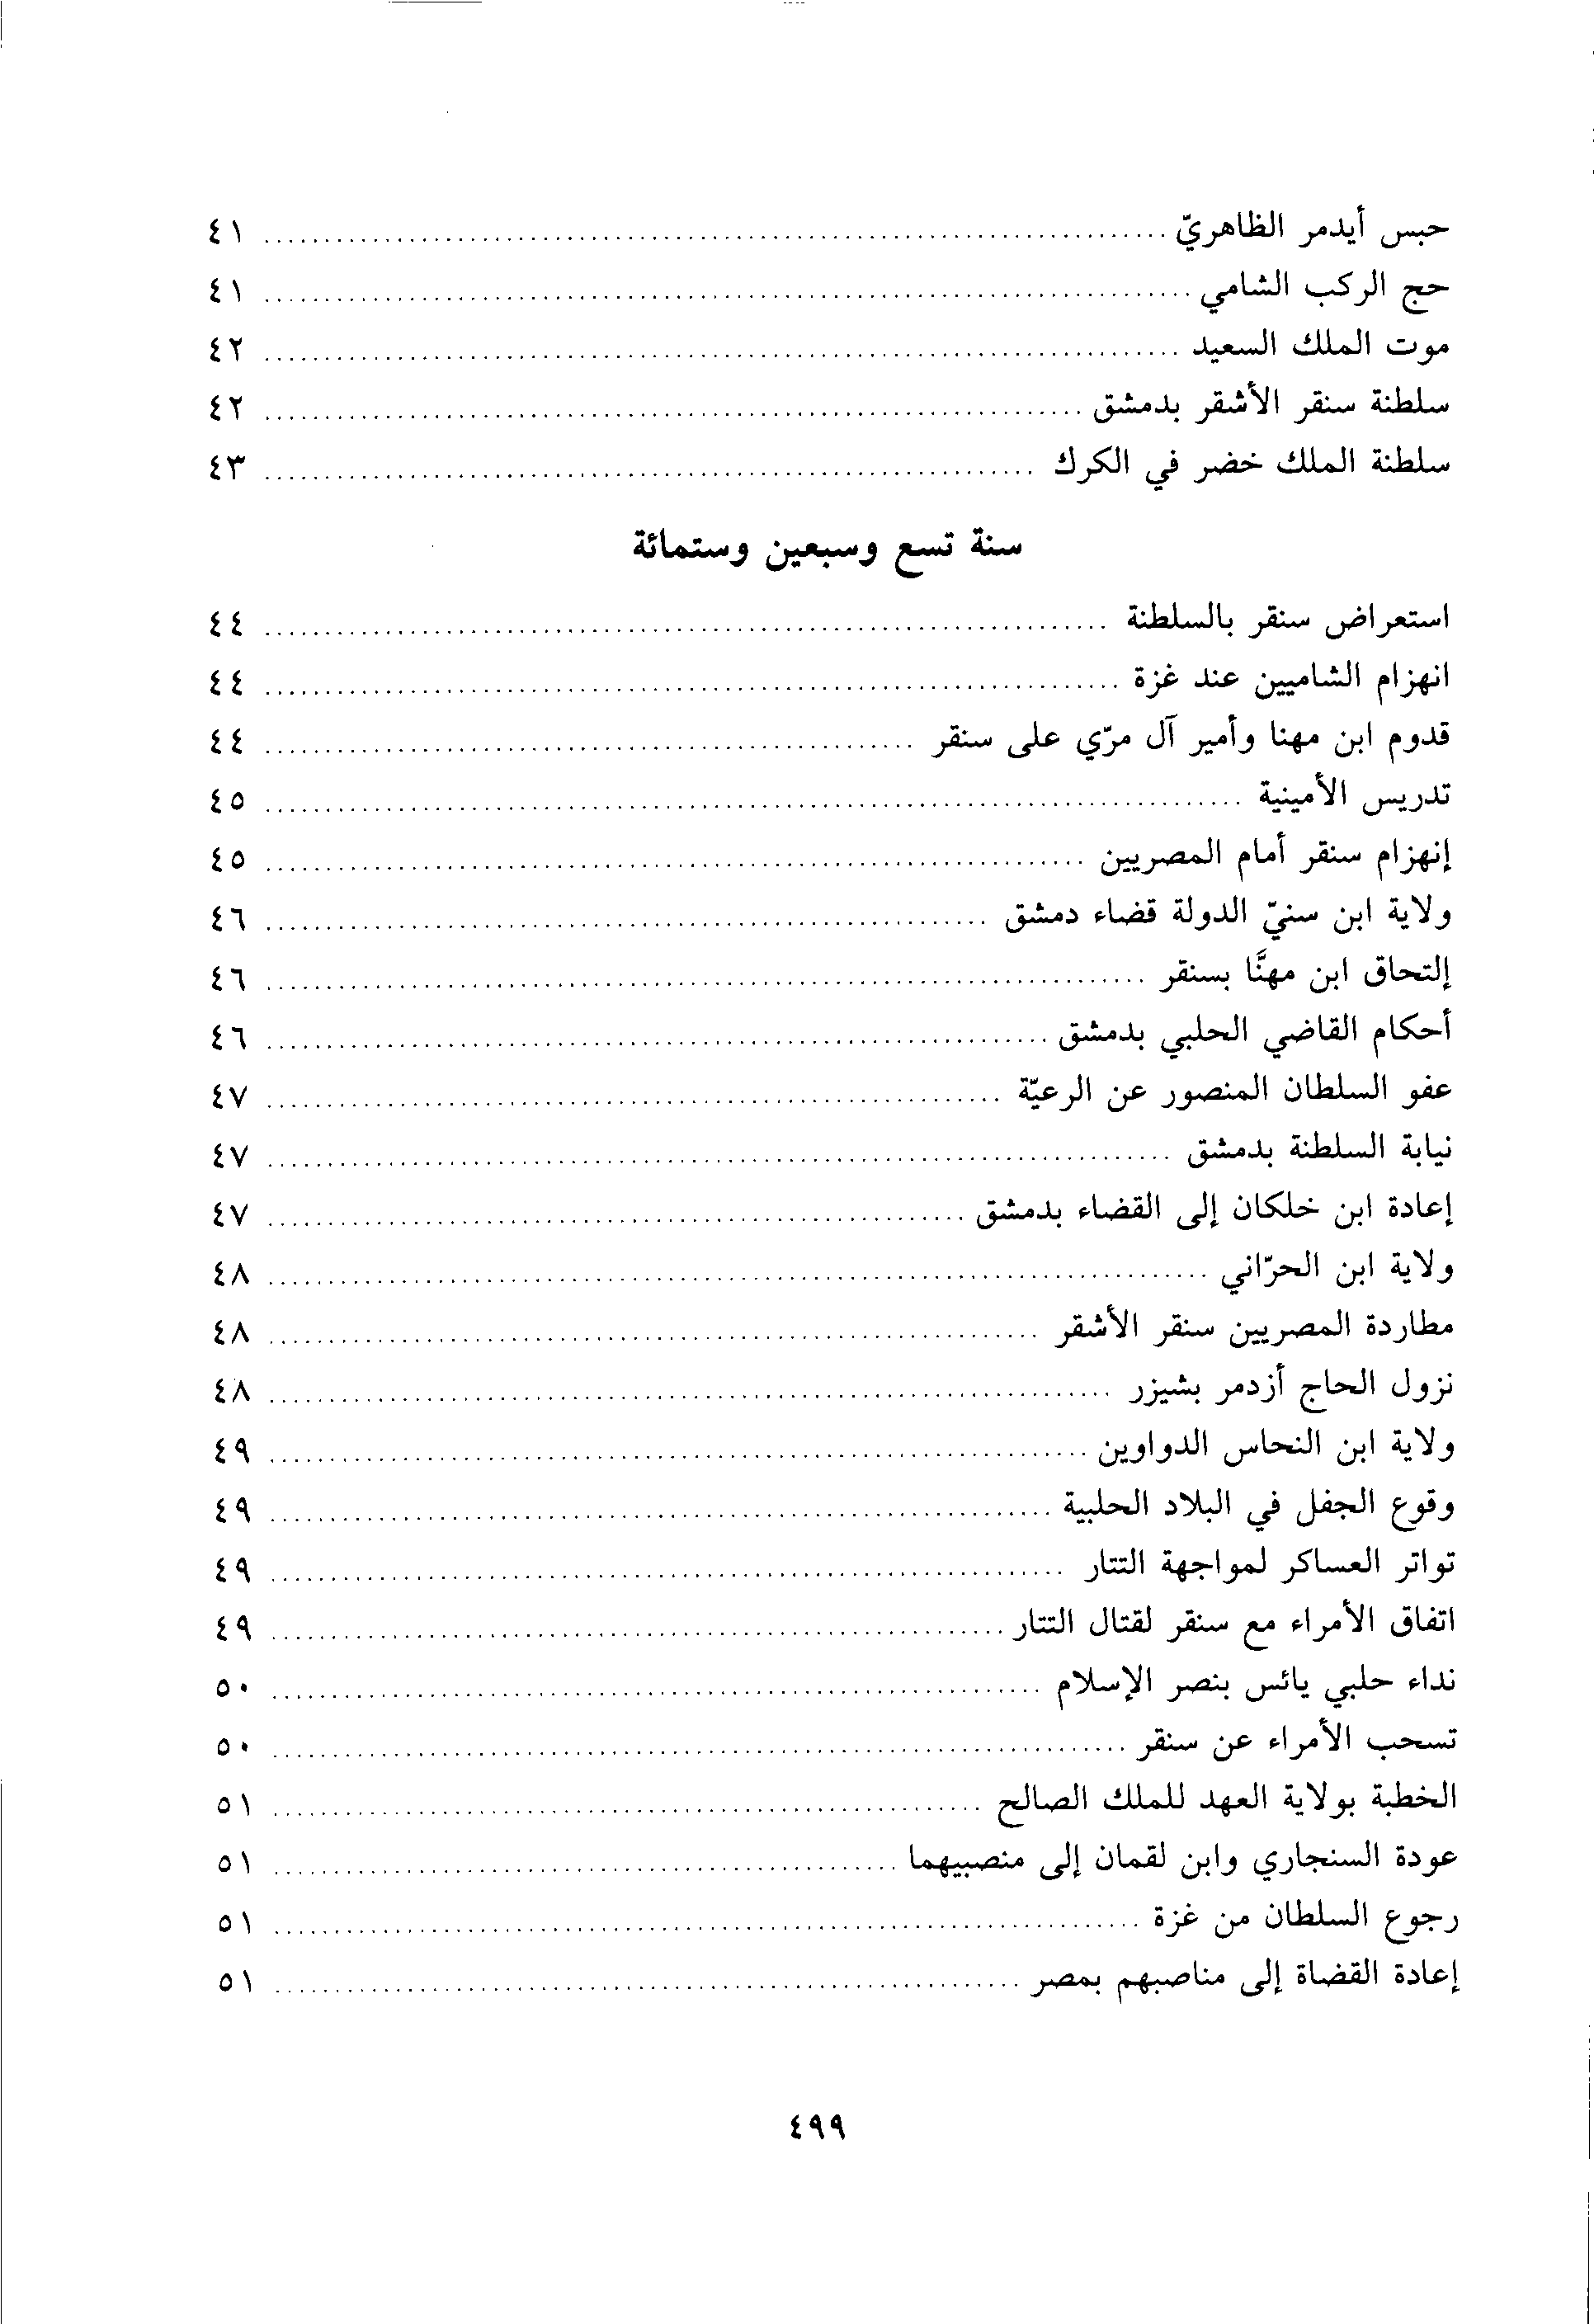 حبس أيدمر الظاهريّ ........ ٤١
حج الركب الشامي ........ ٤١
موت الملك السعيد ........ ٤٢
سلطنة سنقر الأشقر بدمشق ........ ٤٢
سلطنة الملك خضر في الكرك ........ ٤٣
سنة تسع وسبعين وستمائة
استعراض سنقر بالسلطنة ........ ٤٤
انهزام الشاميين عند غزة ........ ٤٤
قدوم ابن مهنا وأمير آل مرّي على سنقر ........ ٤٤
تدريس الأمينية ........ ٤٥
إنهزام سنقر أمام المصريين ........ ٤٥
ولاية ابن سنيّ الدولة قضاء دمشق ........ ٤٦
إلتحاق ابن مهنَّا بسنقر ........ ٤٦
أحكام القاضي الحلبي بدمشق ........ ٤٦
عفو السلطان المنصور عن الرعيّة ........ ٤٧
نيابة السلطنة بدمشق ........ ٤٧
إعادة ابن خلكان إلى القضاء بدمشق ........ ٤٧
ولاية ابن الحرّاني ........ ٤٨
مطاردة المصريين سنقر الأشقر ........ ٤٨
نزول الحاج أزدمر بشيزر ........ ٤٨
ولاية ابن النحاس الدواوين ........ ٤٩
وقوع الجفل في البلاد الحلبية ........ ٤٩
تواتر العساكر لمواجهة التتار ........ ٤٩
اتفاق الأمراء مع سنقر لقتال التتار ........ ٤٩
نداء حلبي يائس بنصر الإسلام ........ ٥٠
تسحب الأمراء عن سنقر ........ ٥٠
الخطبة بولاية العهد للملك الصالح ........ ٥١
عودة السنجاري وابن لقمان إلى منصبيهما ........ ٥١
رجوع السلطان من غزة ........ ٥١
إعادة القضاة إلى مناصبهم بمصر ........ ٥١
٤٩٩